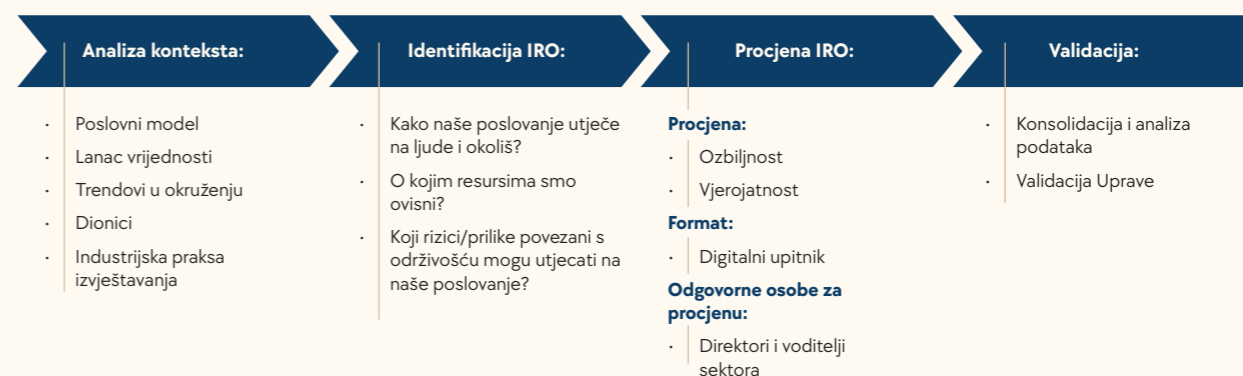 Analiza konteksta:
· Poslovni model
· Lanac vrijednosti
· Trendovi u okruženju
· Dionici
· Industrijska praksa
izvještavanja
Identifikacija IRO:
· Kako naše poslovanje utječe
na ljude i okoliš?
· O kojim resursima smo
ovisni?
· Koji rizici/prilike povezani s
održivošću mogu utjecati na
naše poslovanje?
Procjena IRO:
Procjena:
· Ozbiljnost
· Vjerojatnost
Format:
· Digitalni upitnik
Odgovorne osobe za
procjenu:
· Direktori i voditelji
sektora
Validacija:
· Konsolidacija i analiza
podataka
· Validacija Uprave